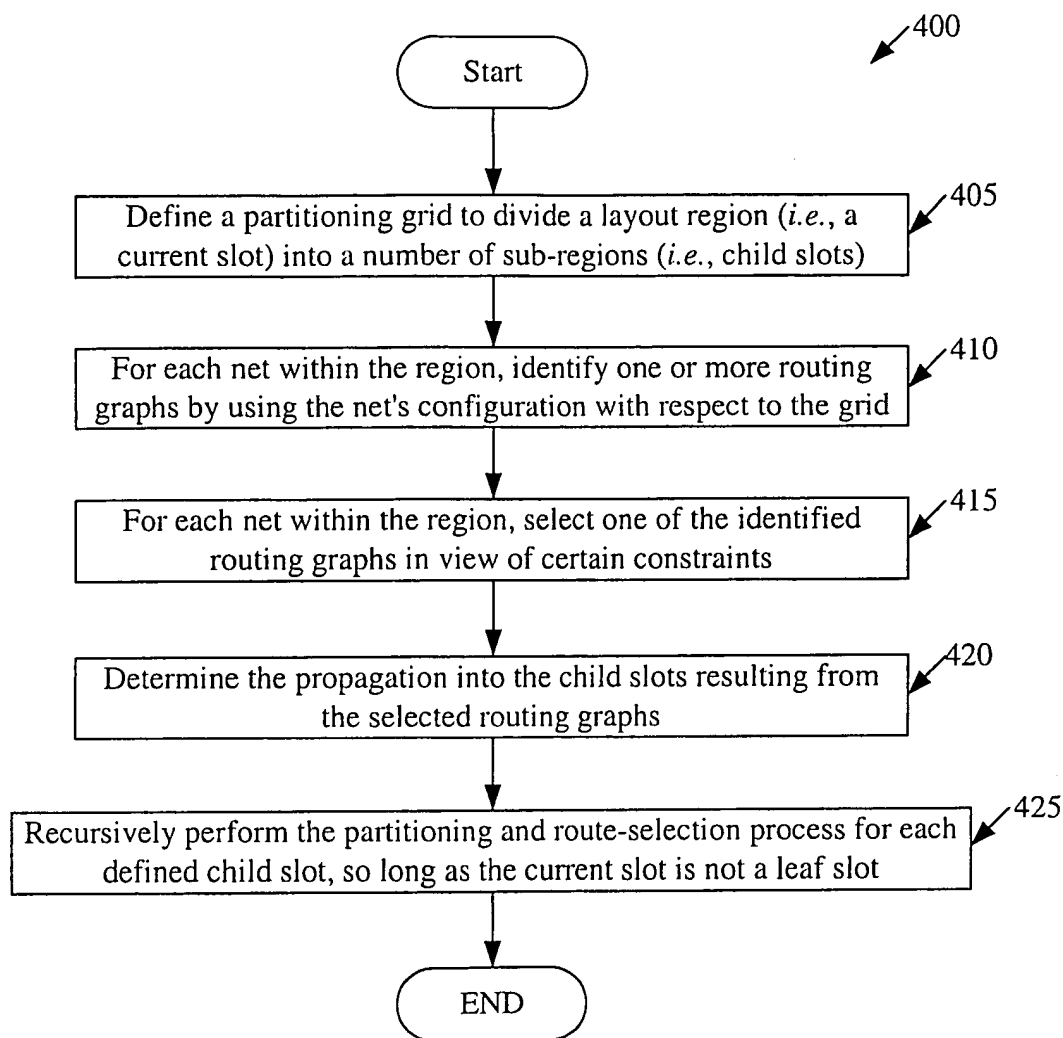 400
Start
405
Define a partitioning grid to divide a layout region (i.e., a
current slot) into a number of sub-regions (i.e., child slots)
410
For each net within the region, identify one or more routing
graphs by using the net's configuration with respect to the grid
415
For each net within the region, select one of the identified
routing graphs in view of certain constraints
420
Determine the propagation into the child slots resulting from
the selected routing graphs
425
Recursively perform the partitioning and route-selection process for each
defined child slot, so long as the current slot is not a leaf slot
END